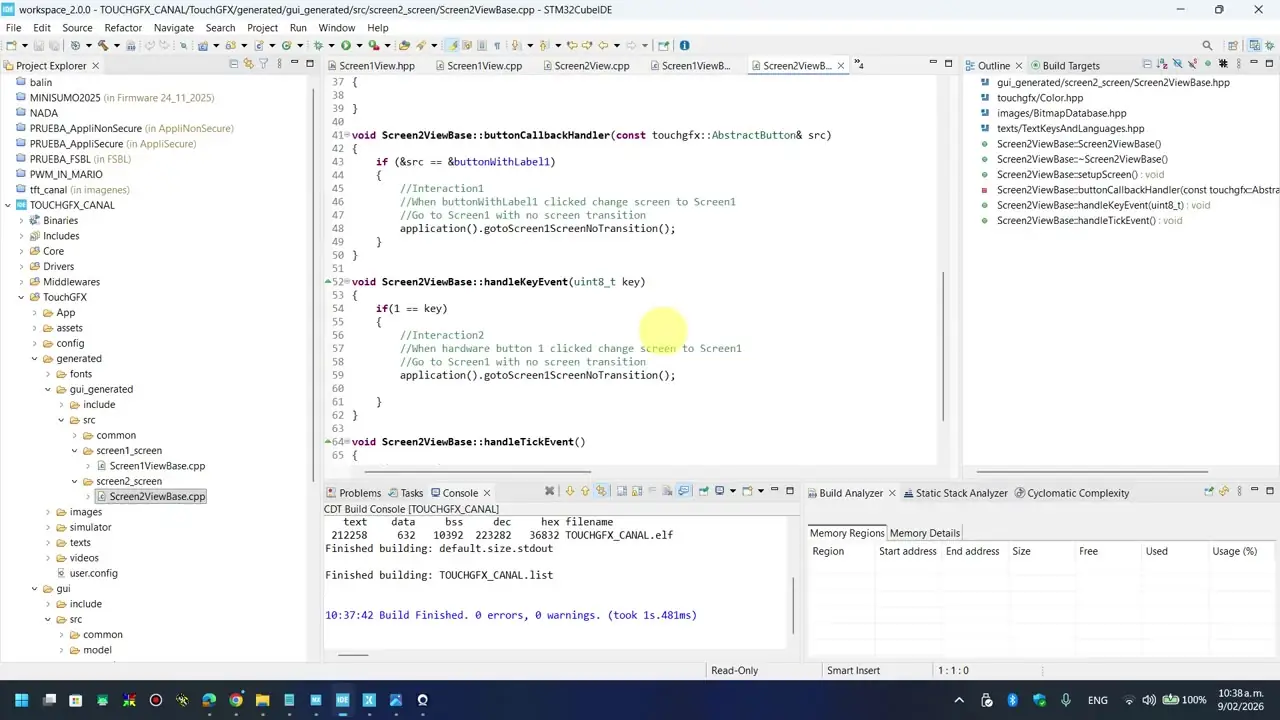 IDE workspace_2.0.0 - TOUCHGFX_CANAL/TouchGFX/generated/gui_generated/src/screen2_screen/Screen2ViewBase.cpp - STM32CubeIDE
File Edit Source Refactor Navigate Search Project Run Window Help
Project Explorer
balin
MINISUMO2025 (in Firmware 24_11_2025)
NADA
PRUEBA_AppliNonSecure (in AppliNonSecure)
PRUEBA_AppliSecure (in AppliSecure)
PRUEBA_FSBL (in FSBL)
PWM_IN_MARIO
tft_canal (in imagenes)
TOUCHGFX_CANAL
Binaries
Includes
Core
Drivers
Middlewares
TouchGFX
App
assets
config
generated
fonts
gui_generated
include
src
common
screen1_screen
Screen1ViewBase.cpp
screen2_screen
Screen2ViewBase.cpp
images
simulator
texts
videos
user.config
gui
include
src
common
model
Screen1View.hpp Screen1View.cpp Screen2View.cpp Screen1ViewB... Screen2ViewB... »4
37 {
38
39 }
40
41 void Screen2ViewBase::buttonCallbackHandler(const touchgfx::AbstractButton& src)
42 {
43 if (&src == &buttonWithLabel1)
44 {
45 //Interaction1
46 //When buttonWithLabel1 clicked change screen to Screen1
47 //Go to Screen1 with no screen transition
48 application().gotoScreen1ScreenNoTransition();
49 }
50 }
51
52 void Screen2ViewBase::handleKeyEvent(uint8_t key)
53 {
54 if(1 == key)
55 {
56 //Interaction2
57 //When hardware button 1 clicked change screen to Screen1
58 //Go to Screen1 with no screen transition
59 application().gotoScreen1ScreenNoTransition();
60
61 }
62 }
63
64 void Screen2ViewBase::handleTickEvent()
65 {
Outline Build Targets
gui_generated/screen2_screen/Screen2ViewBase.hpp
touchgfx/Color.hpp
images/BitmapDatabase.hpp
texts/TextKeysAndLanguages.hpp
Screen2ViewBase::Screen2ViewBase()
Screen2ViewBase::~Screen2ViewBase()
Screen2ViewBase::setupScreen() : void
Screen2ViewBase::buttonCallbackHandler(const touchgfx::Abstra
Screen2ViewBase::handleKeyEvent(uint8_t) : void
Screen2ViewBase::handleTickEvent() : void
Problems Tasks Console
CDT Build Console [TOUCHGFX_CANAL]
text data bss dec hex filename
212258 632 10392 223282 36832 TOUCHGFX_CANAL.elf
Finished building: default.size.stdout
Finished building: TOUCHGFX_CANAL.list
10:37:42 Build Finished. 0 errors, 0 warnings. (took 1s.481ms)
Build Analyzer Static Stack Analyzer Cyclomatic Complexity
Memory Regions Memory Details
Region Start address End address Size Free Used Usage (%)
Read-Only Smart Insert 1 : 1 : 0
ENG 100% 10:38 a. m.
9/02/2026